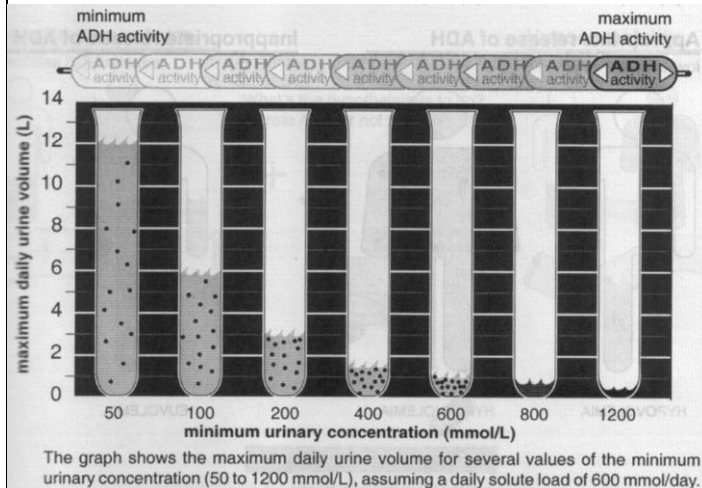 minimum
ADH activity
maximum
ADH activity
ADH activity ADH activity ADH activity ADH activity ADH activity ADH activity ADH activity ADH activity ADH activity
maximum daily urine volume (L)
14
12
10
8
6
4
2
0
50 100 200 400 600 800 1200
minimum urinary concentration (mmol/L)
The graph shows the maximum daily urine volume for several values of the minimum
urinary concentration (50 to 1200 mmol/L), assuming a daily solute load of 600 mmol/day.